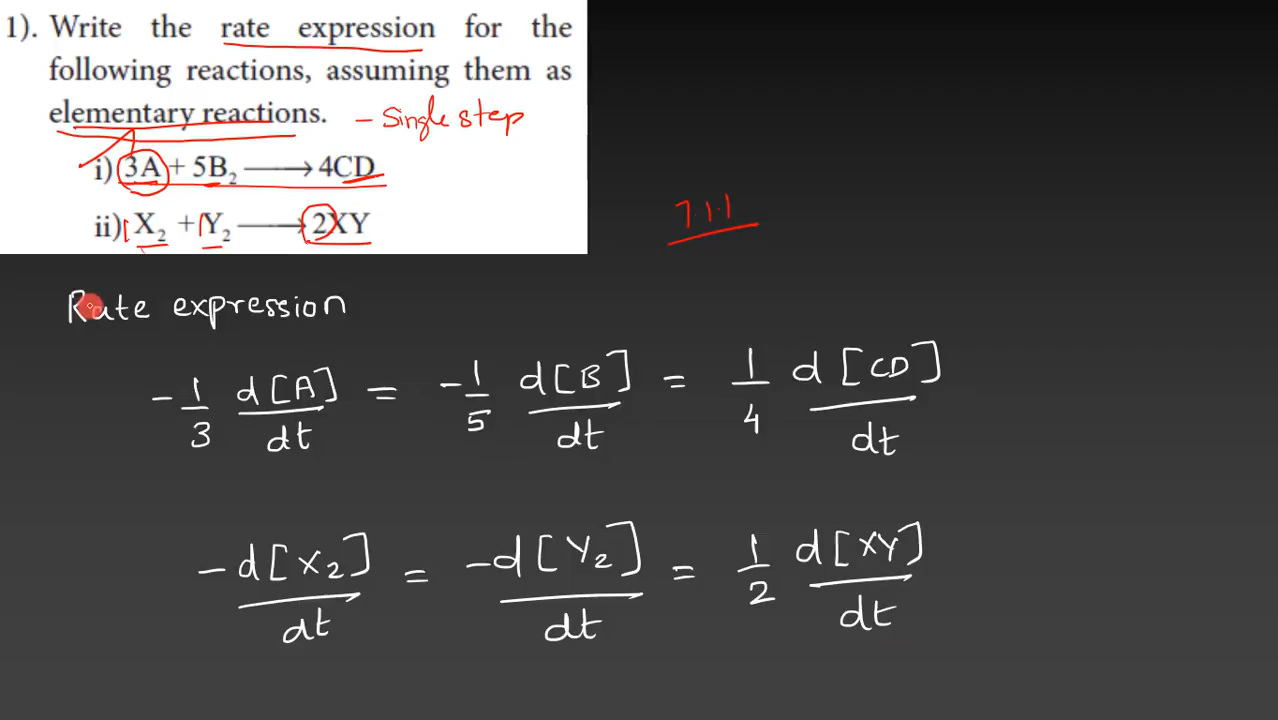 1). Write the rate expression for the
following reactions, assuming them as
elementary reactions. – Single step
i) 3A + 5B₂ ⟶ 4CD
ii) 1 X₂ + 1 Y₂ ⟶ 2XY
7.1.1
Rate expression
-1/3 d[A]/dt = -1/5 d[B]/dt = 1/4 d[CD]/dt
-d[X₂]/dt = -d[Y₂]/dt = 1/2 d[XY]/dt